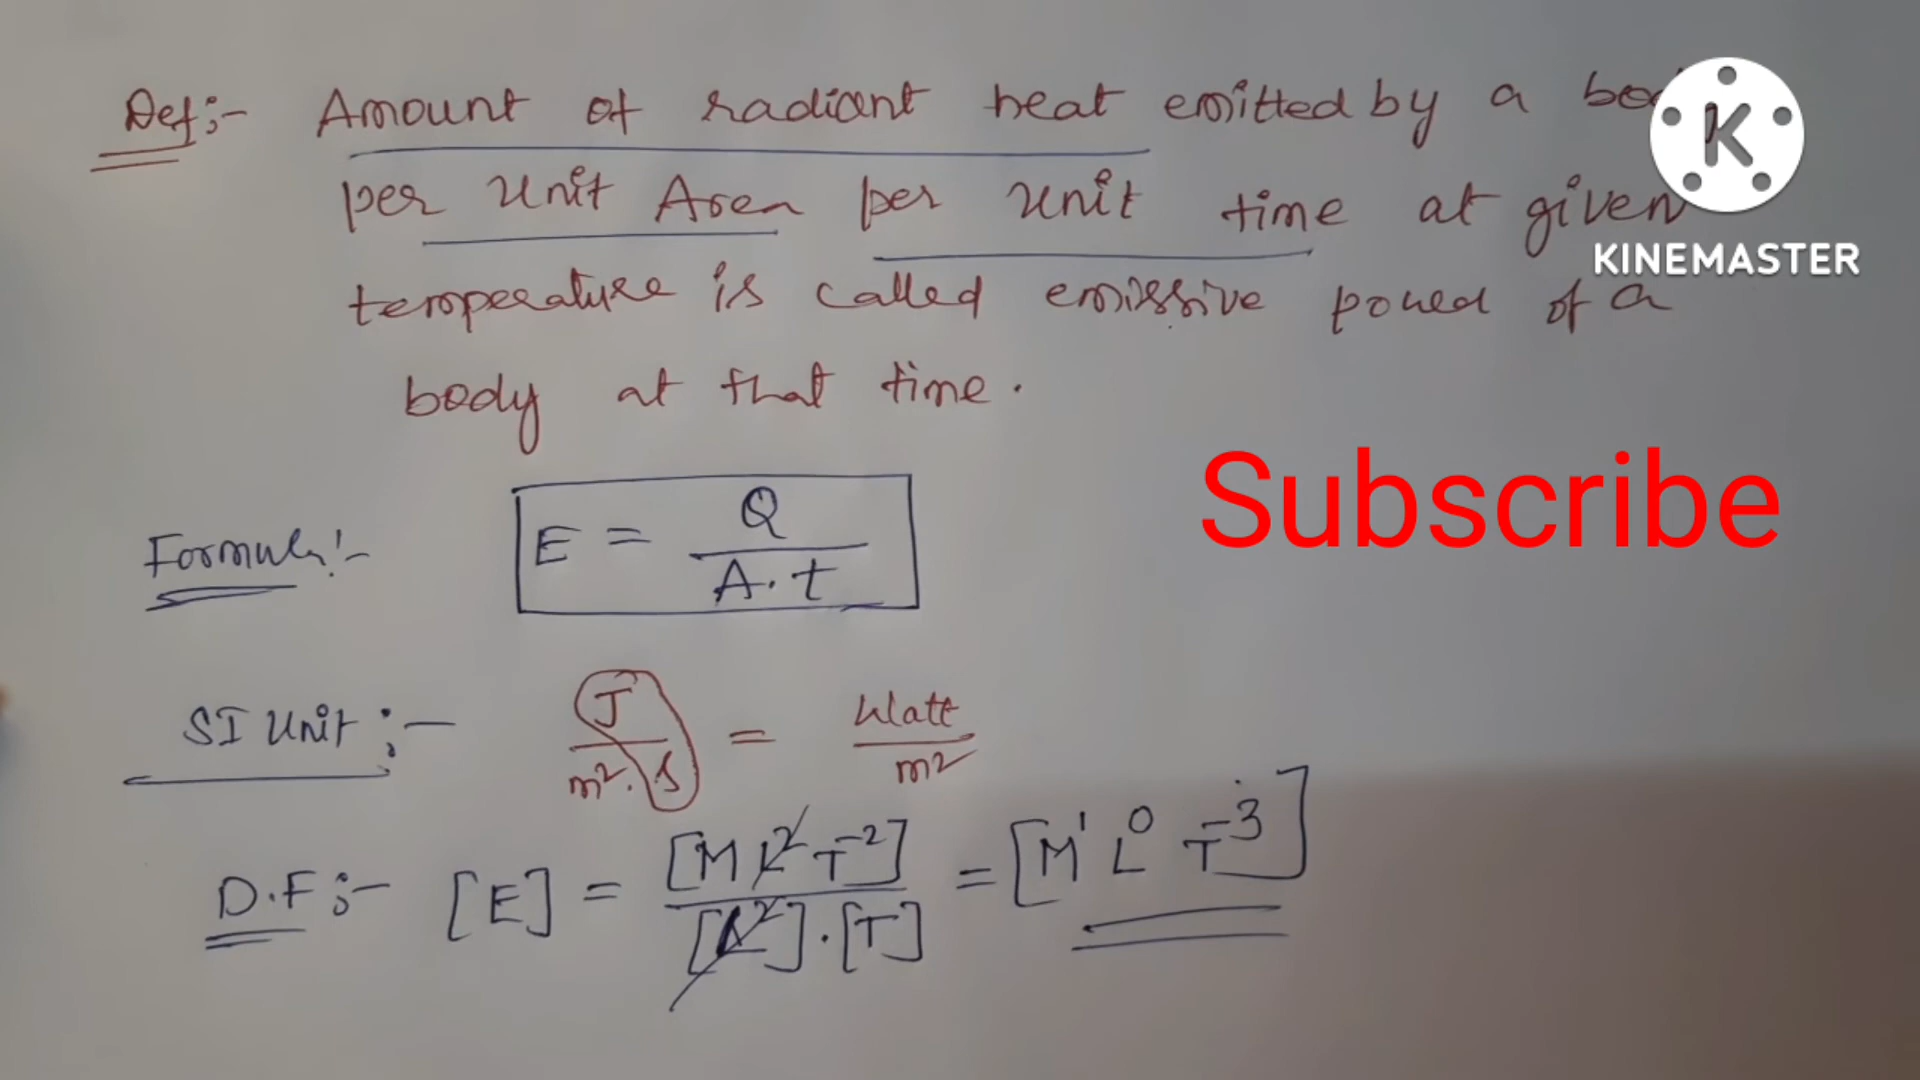 Def:- Amount of radiant heat emitted by a
per unit Area per unit time at given
temperature is called emissive power of a
body at that time.
Formula:-
E = Q / A.t
SI Unit :- J / m². s = Watt / m²
D.F:- [E] = [M L² T⁻²] / [L²].[T] = [M¹ L⁰ T⁻³]
K
KINEMASTER
Subscribe